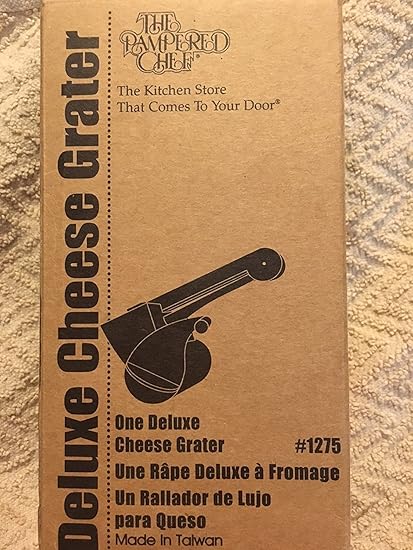 THE
PAMPERED
CHEF®
The Kitchen Store
That Comes To Your Door®
Deluxe Cheese Grater
One Deluxe
Cheese Grater #1275
Une Râpe Deluxe à Fromage
Un Rallador de Lujo
para Queso
Made In Taiwan